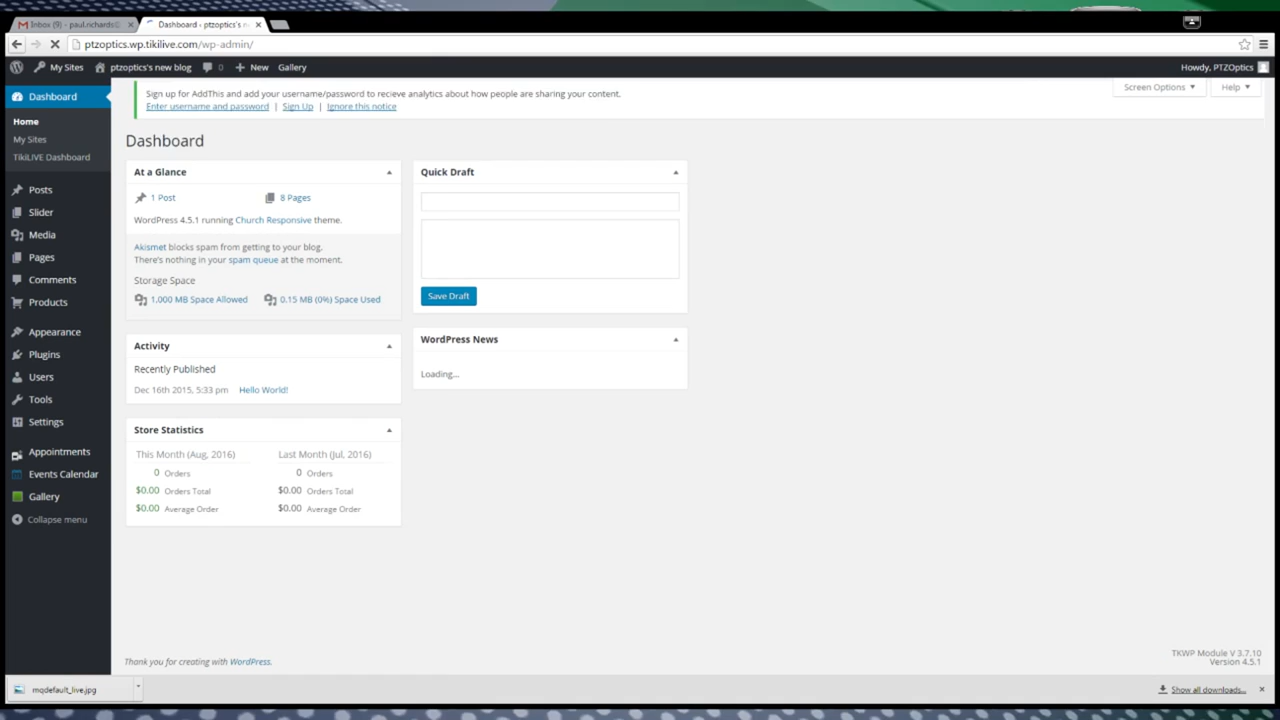 Inbox (9) - paul.richards@
Dashboard ‹ ptzoptics's n
ptzoptics.wp.tikilive.com/wp-admin/
My Sites
ptzoptics's new blog
0
New
Gallery
Howdy, PTZOptics
Dashboard
Home
My Sites
TikiLIVE Dashboard
Posts
Slider
Media
Pages
Comments
Products
Appearance
Plugins
Users
Tools
Settings
Appointments
Events Calendar
Gallery
Collapse menu
Sign up for AddThis and add your username/password to recieve analytics about how people are sharing your content.
Enter username and password | Sign Up | Ignore this notice
Screen Options
Help
Dashboard
At a Glance
1 Post
8 Pages
WordPress 4.5.1 running Church Responsive theme.
Akismet blocks spam from getting to your blog.
There's nothing in your spam queue at the moment.
Storage Space
1,000 MB Space Allowed
0.15 MB (0%) Space Used
Activity
Recently Published
Dec 16th 2015, 5:33 pm Hello World!
Store Statistics
This Month (Aug, 2016)
Last Month (Jul, 2016)
0 Orders
0 Orders
$0.00 Orders Total
$0.00 Orders Total
$0.00 Average Order
$0.00 Average Order
Quick Draft
Save Draft
WordPress News
Loading...
Thank you for creating with WordPress.
TKWP Module V 3.7.10
Version 4.5.1
mqdefault_live.jpg
Show all downloads...